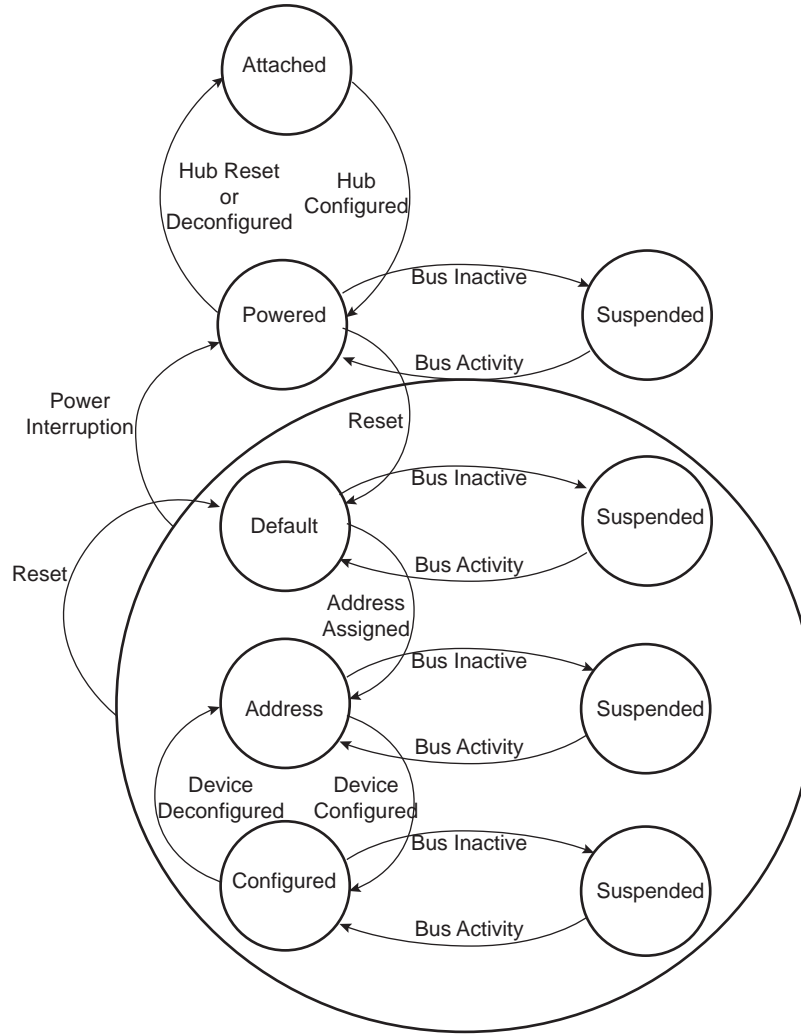 Attached
Hub Reset
or
Deconfigured
Hub
Configured
Bus Inactive
Powered
Suspended
Bus Activity
Power
Interruption
Reset
Bus Inactive
Default
Suspended
Bus Activity
Reset
Address
Assigned
Bus Inactive
Address
Suspended
Bus Activity
Device
Deconfigured
Device
Configured
Bus Inactive
Configured
Suspended
Bus Activity